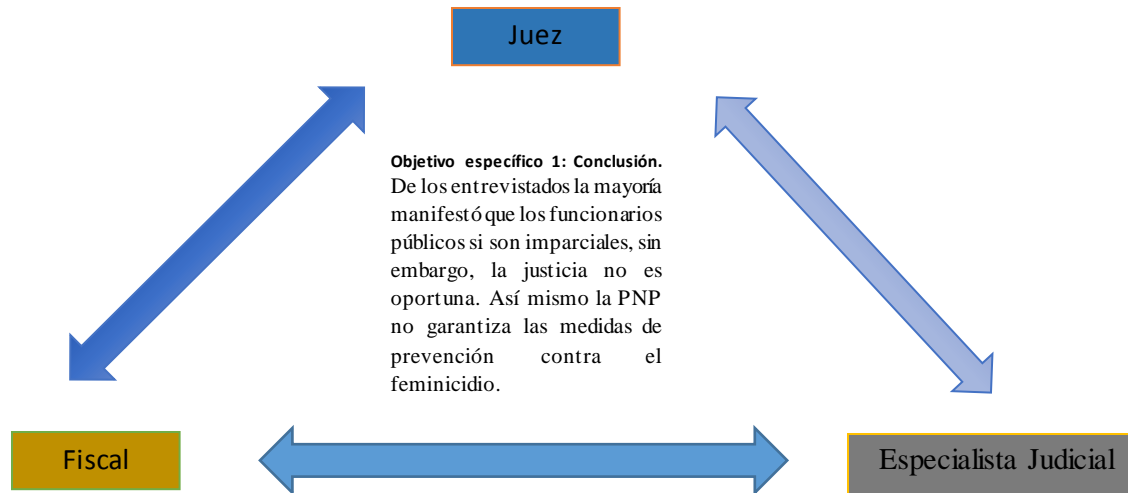 Juez
Objetivo específico 1: Conclusión.
De los entrevistados la mayoría
manifestó que los funcionarios
públicos si son imparciales, sin
embargo, la justicia no es
oportuna. Así mismo la PNP
no garantiza las medidas de
prevención contra el
feminicidio.
Fiscal
Especialista Judicial